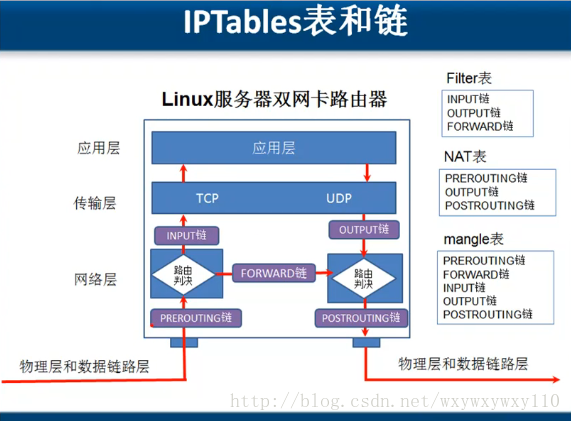 IPTables表和链
Linux服务器双网卡路由器
应用层
应用层
传输层
TCP
UDP
INPUT链
OUTPUT链
网络层
路由
判决
FORWARD链
路由
判决
PREROUTING链
POSTROUTING链
物理层和数据链路层
物理层和数据链路层
Filter表
INPUT链
OUTPUT链
FORWARD链
NAT表
PREROUTING链
OUTPUT链
POSTROUTING链
mangle表
PREROUTING链
FORWARD链
INPUT链
OUTPUT链
POSTROUTING链
http://blog.csdn.net/wxywxywxy110